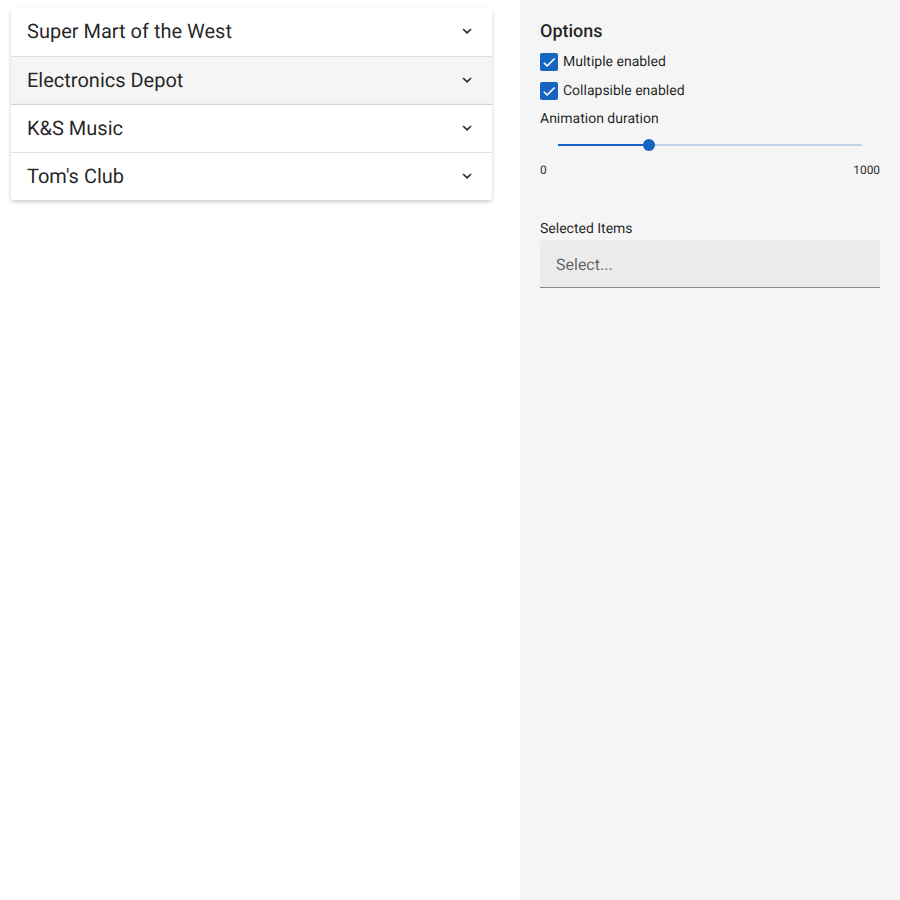 Super Mart of the West
Electronics Depot
K&S Music
Tom's Club
Options
Multiple enabled
Collapsible enabled
Animation duration
0 1000
Selected Items
Select...